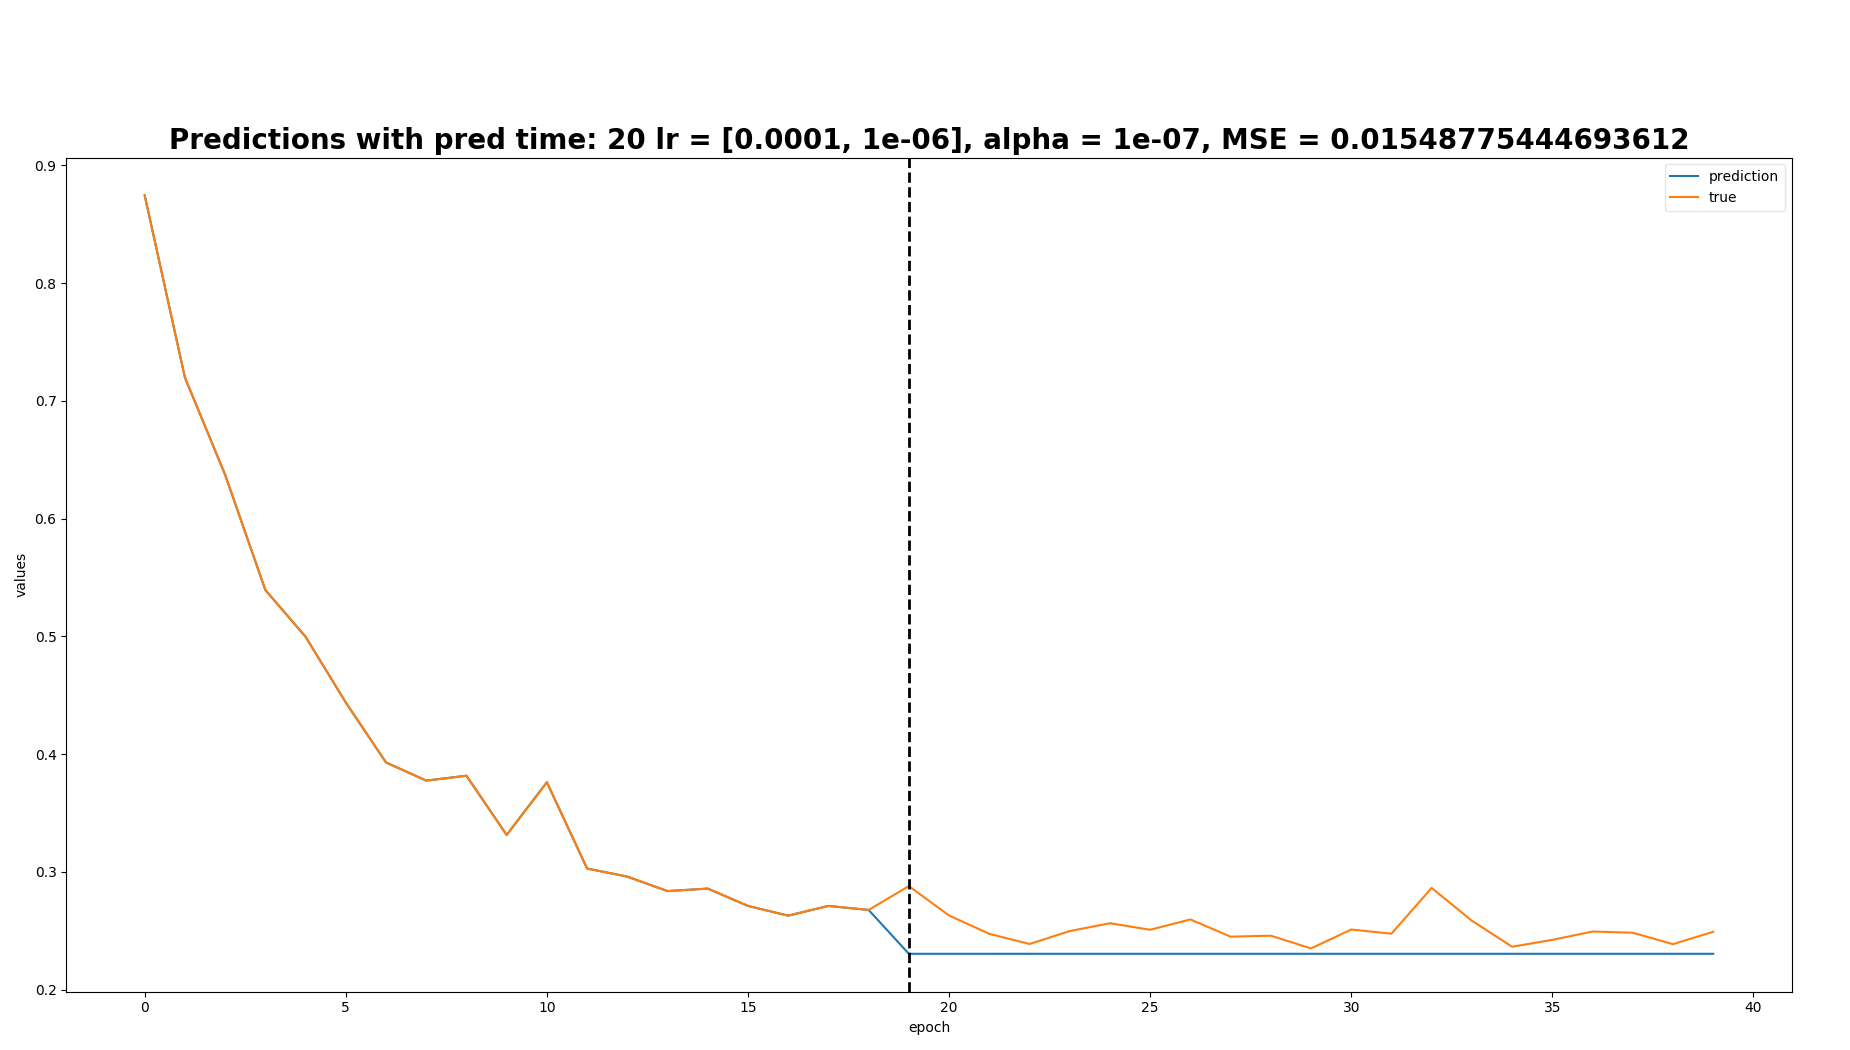 Predictions with pred time: 20 lr = [0.0001, 1e-06], alpha = 1e-07, MSE = 0.01548775444693612
prediction
true
values
0.9
0.8
0.7
0.6
0.5
0.4
0.3
0.2
0 5 10 15 20 25 30 35 40
epoch